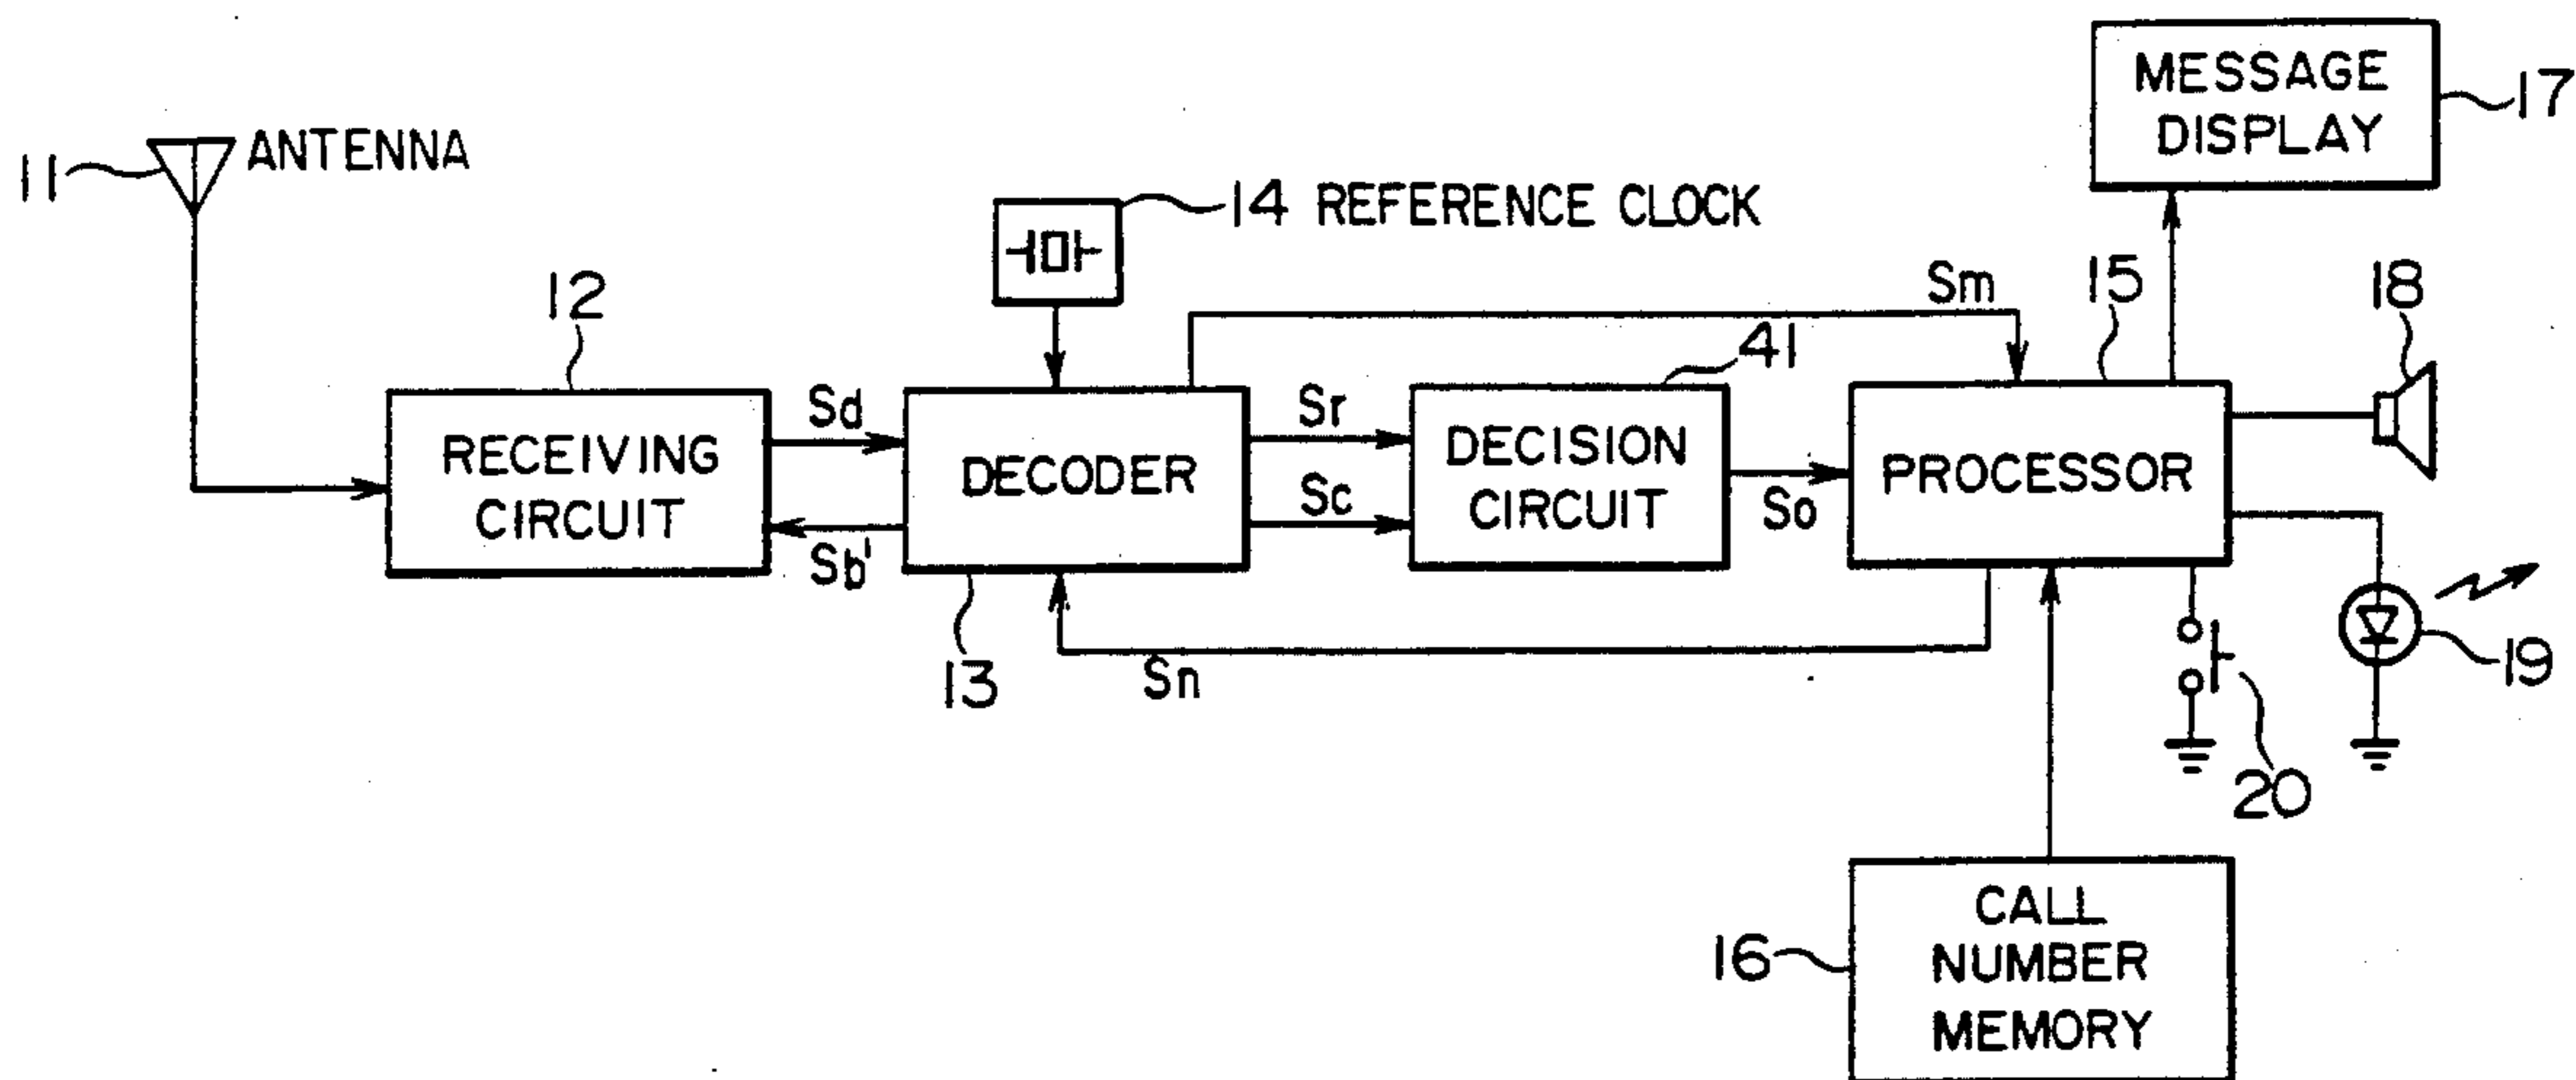 MESSAGE
DISPLAY
17
11
ANTENNA
14 REFERENCE CLOCK
12
Sm
15
18
41
Sd
Sr
RECEIVING
CIRCUIT
DECODER
DECISION
CIRCUIT
PROCESSOR
Sc
So
Sb'
13
Sn
19
20
16
CALL
NUMBER
MEMORY